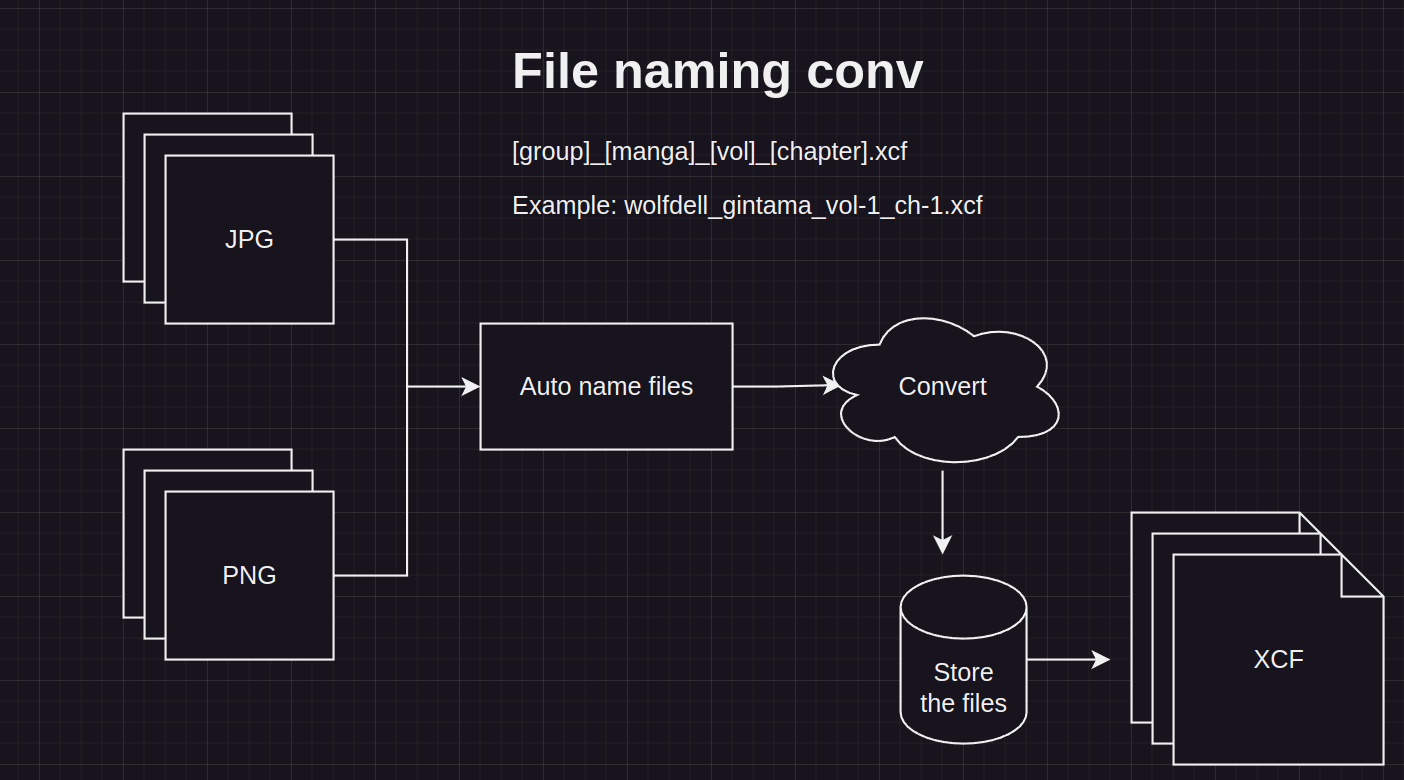 File naming conv
[group]_[manga]_[vol]_[chapter].xcf
Example: wolfdell_gintama_vol-1_ch-1.xcf
JPG
PNG
Auto name files
Convert
Store
the files
XCF